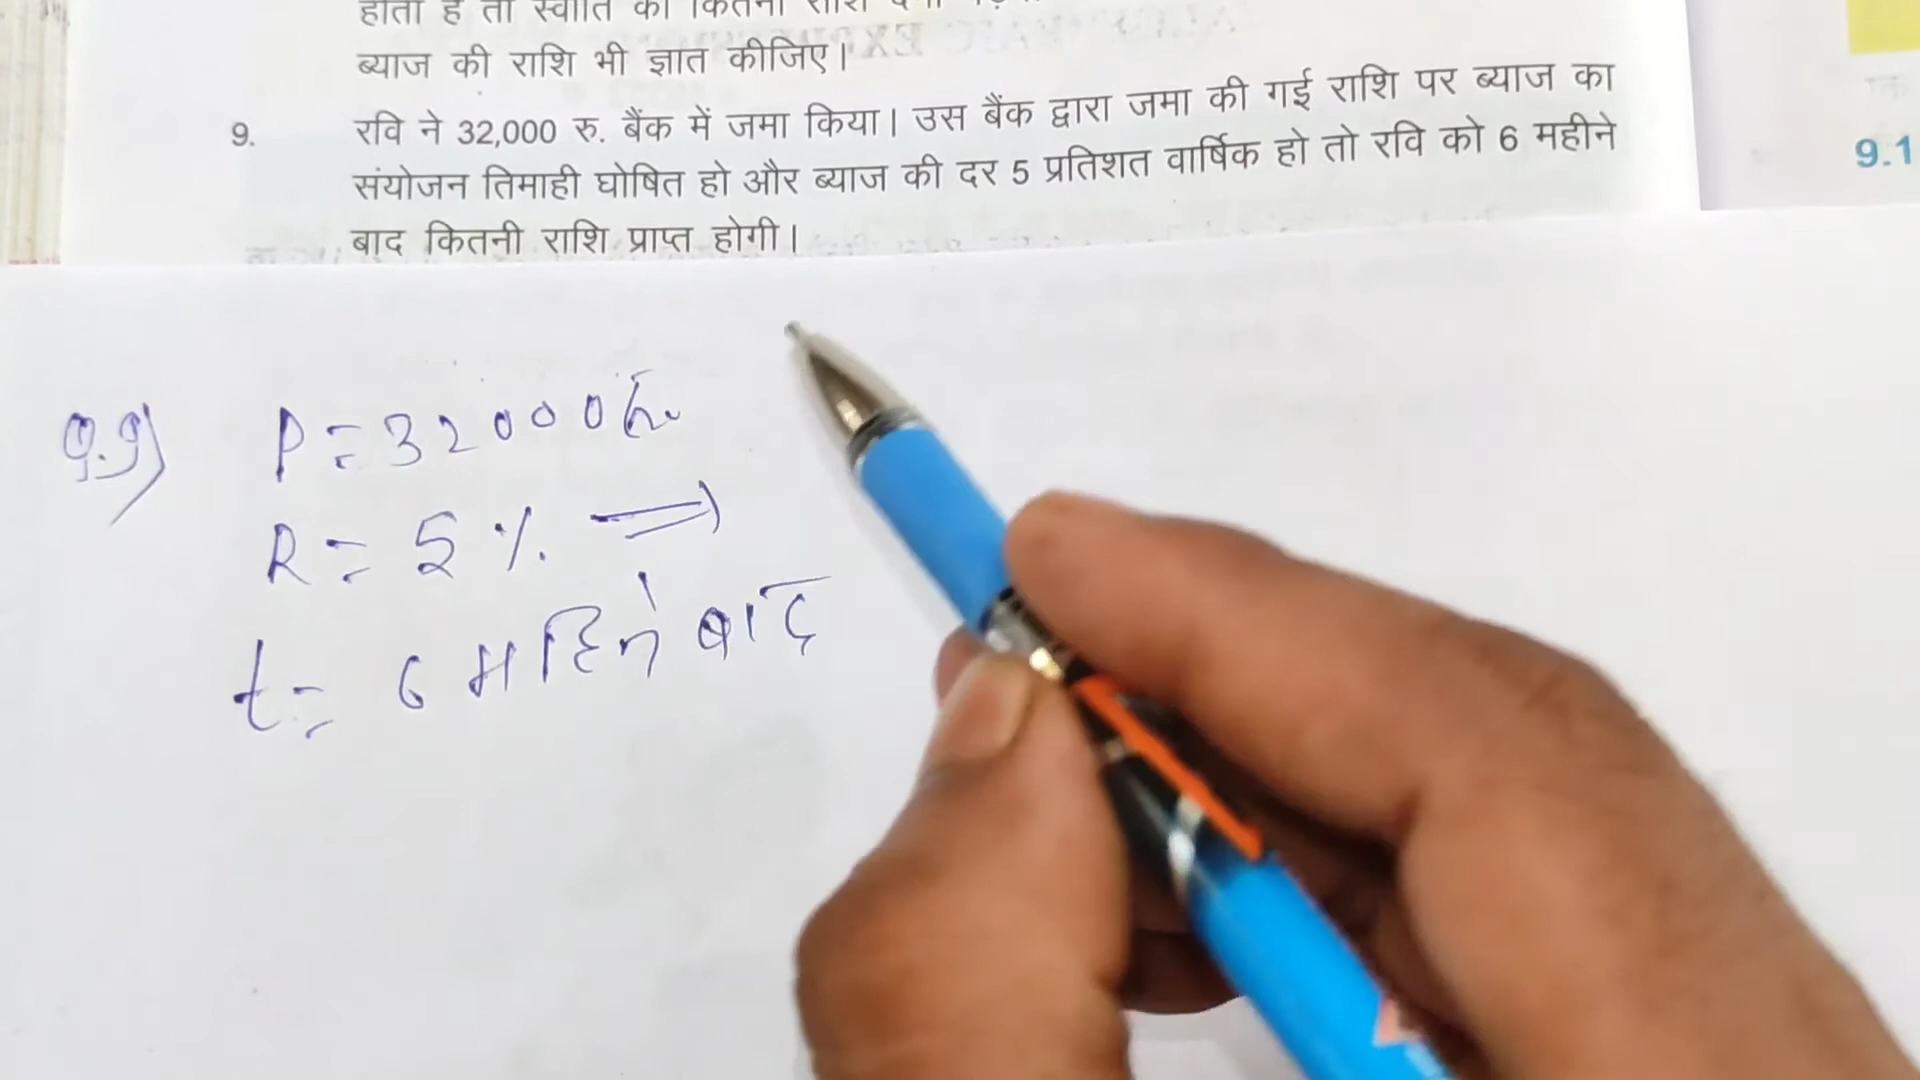 ब्याज की राशि भी ज्ञात कीजिए।
9. रवि ने 32,000 रु. बैंक में जमा किया। उस बैंक द्वारा जमा की गई राशि पर ब्याज का
संयोजन तिमाही घोषित हो और ब्याज की दर 5 प्रतिशत वार्षिक हो तो रवि को 6 महीने
बाद कितनी राशि प्राप्त होगी।
9.1
Q.9) P = 32000 रु.
R = 5 % ⇒
t = 6 महिने बाद